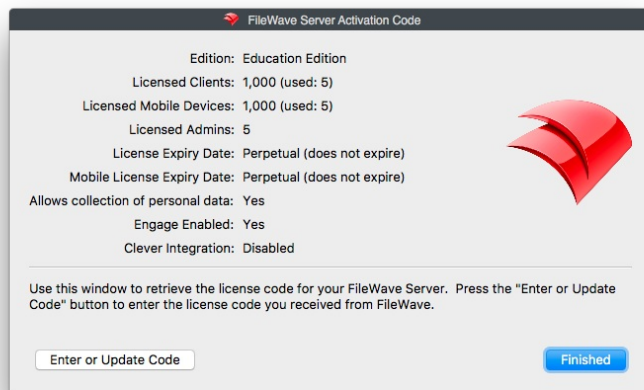 FileWave Server Activation Code
Edition: Education Edition
Licensed Clients: 1,000 (used: 5)
Licensed Mobile Devices: 1,000 (used: 5)
Licensed Admins: 5
License Expiry Date: Perpetual (does not expire)
Mobile License Expiry Date: Perpetual (does not expire)
Allows collection of personal data: Yes
Engage Enabled: Yes
Clever Integration: Disabled
Use this window to retrieve the license code for your FileWave Server. Press the "Enter or Update
Code" button to enter the license code you received from FileWave.
Enter or Update Code
Finished